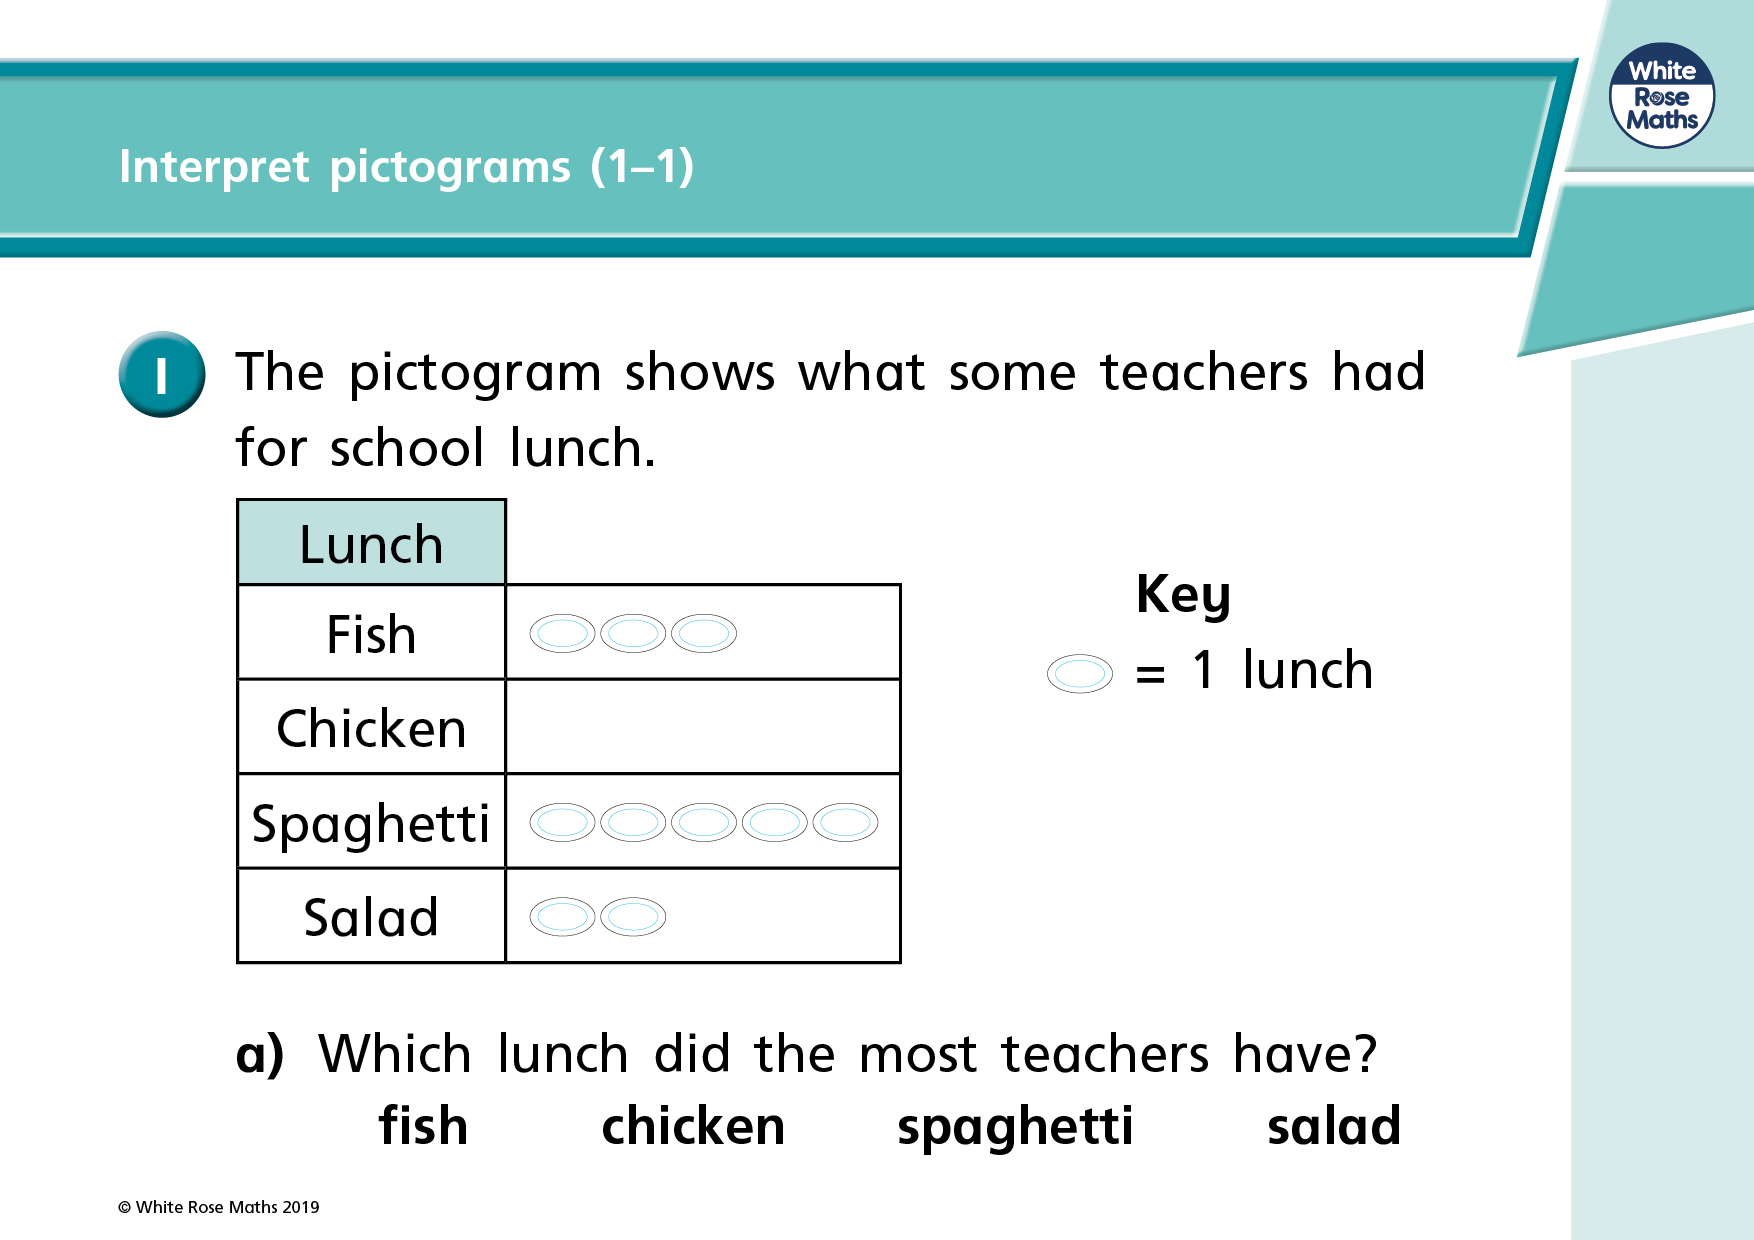 White
Rose
Maths
Interpret pictograms (1–1)
1 The pictogram shows what some teachers had
for school lunch.
Lunch
Fish
Chicken
Spaghetti
Salad
Key
= 1 lunch
a) Which lunch did the most teachers have?
fish chicken spaghetti salad
© White Rose Maths 2019